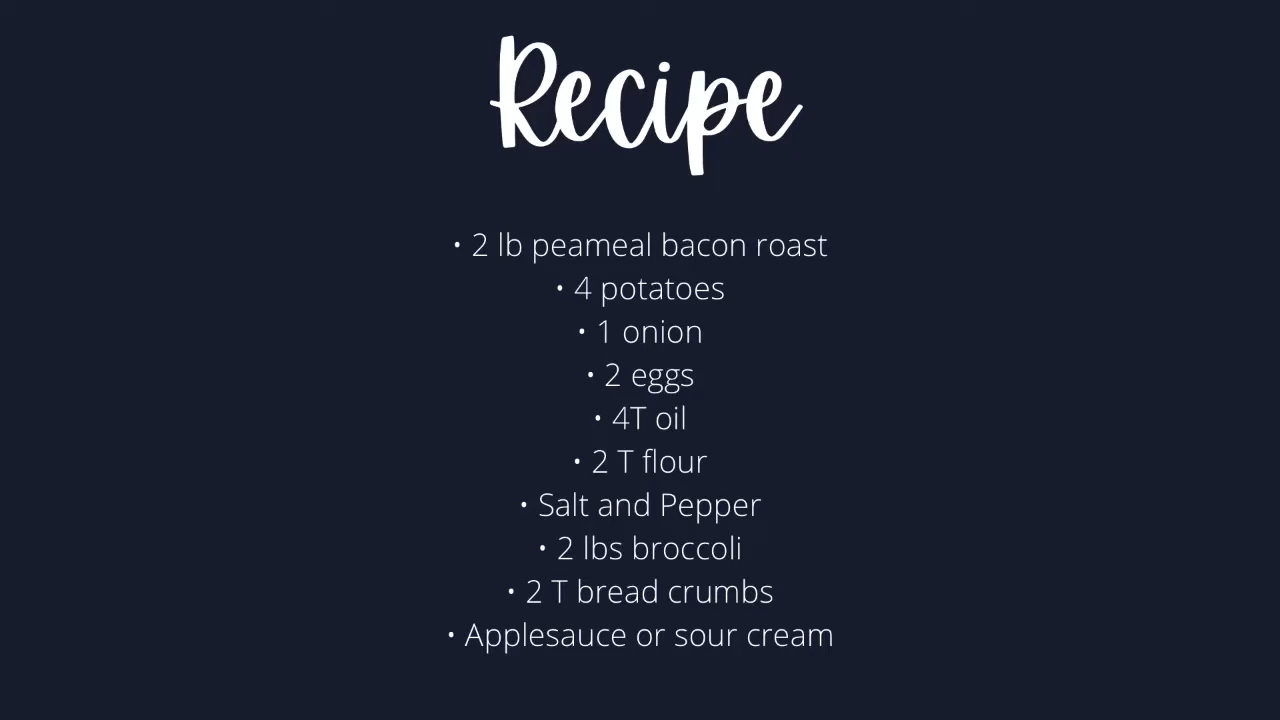 Recipe
• 2 lb peameal bacon roast
• 4 potatoes
• 1 onion
• 2 eggs
• 4T oil
• 2 T flour
• Salt and Pepper
• 2 lbs broccoli
• 2 T bread crumbs
• Applesauce or sour cream